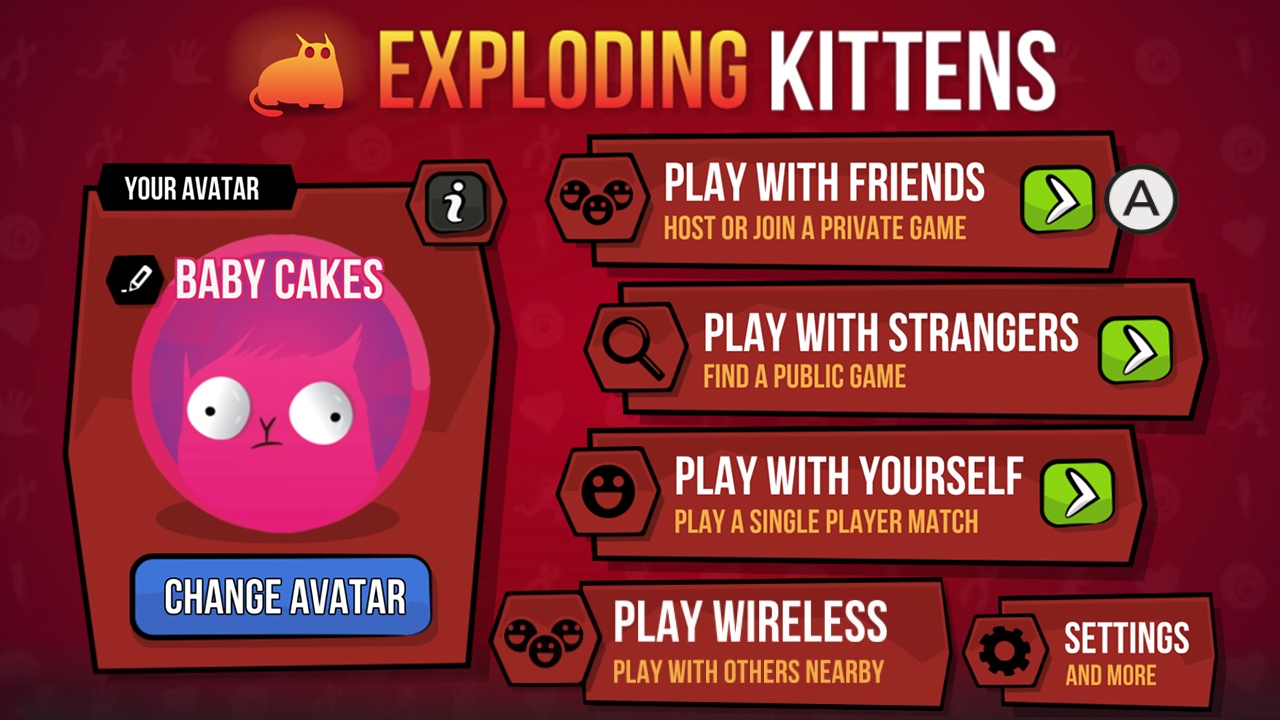 EXPLODING KITTENS
YOUR AVATAR
BABY CAKES
CHANGE AVATAR
PLAY WITH FRIENDS
HOST OR JOIN A PRIVATE GAME
A
PLAY WITH STRANGERS
FIND A PUBLIC GAME
PLAY WITH YOURSELF
PLAY A SINGLE PLAYER MATCH
PLAY WIRELESS
PLAY WITH OTHERS NEARBY
SETTINGS
AND MORE